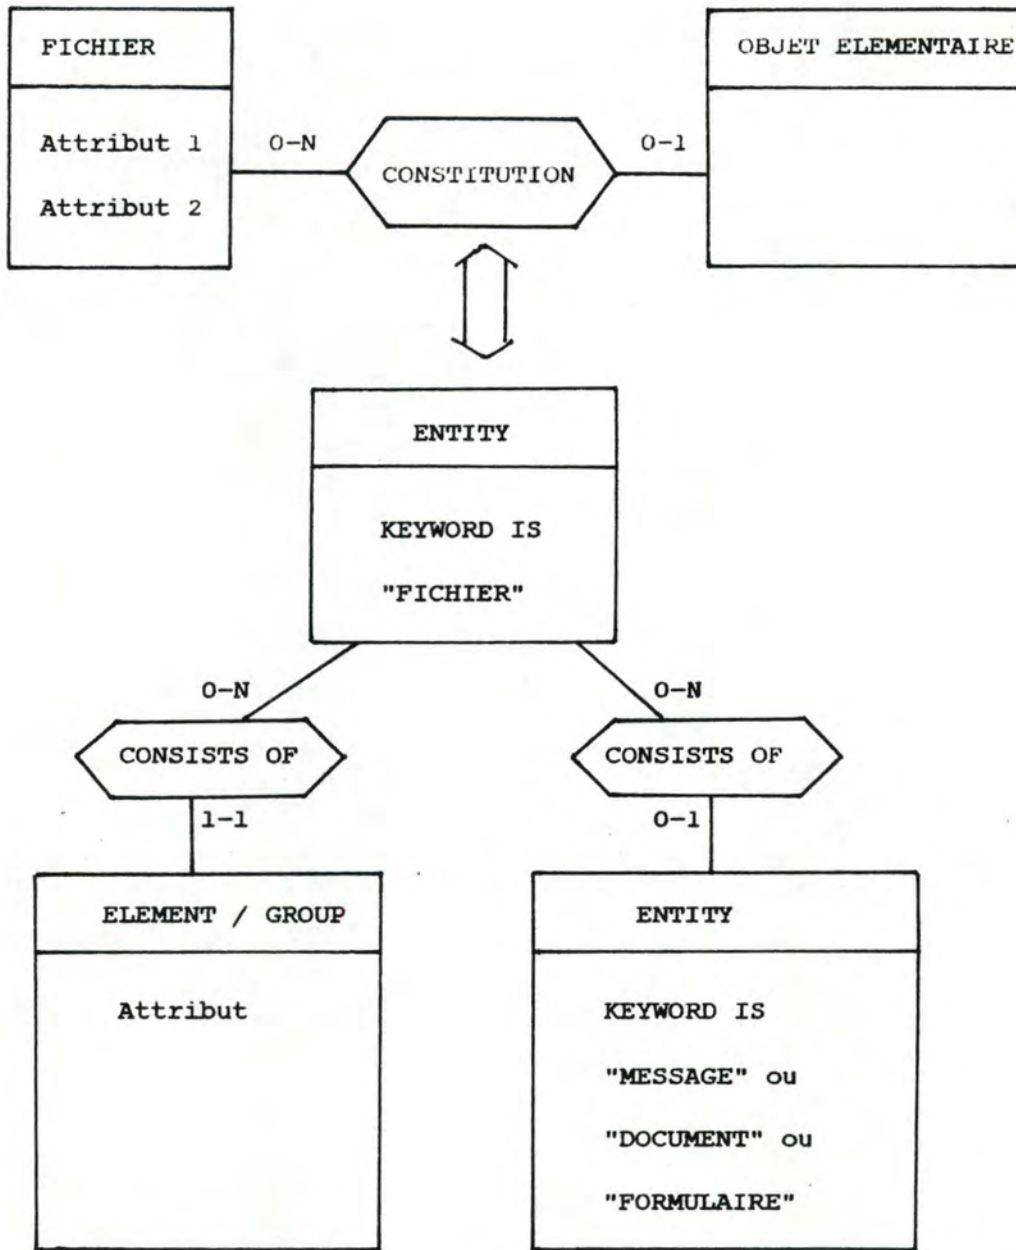 FICHIER
Attribut 1
Attribut 2
0-N
CONSTITUTION
0-1
OBJET ELEMENTAIRE
ENTITY
KEYWORD IS
"FICHIER"
0-N
0-N
CONSISTS OF
CONSISTS OF
1-1
0-1
ELEMENT / GROUP
Attribut
ENTITY
KEYWORD IS
"MESSAGE" ou
"DOCUMENT" ou
"FORMULAIRE"